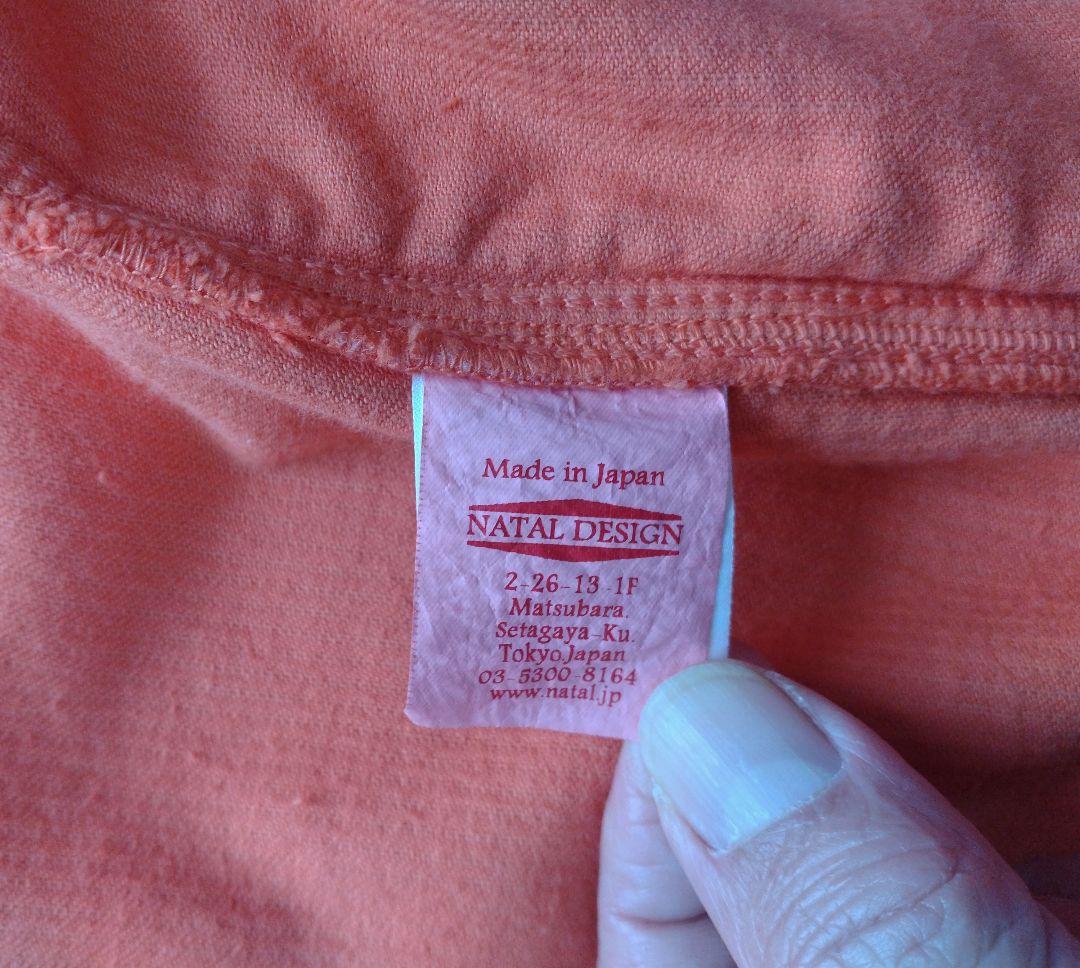 Made in Japan
NATAL DESIGN
2-26-13-1F
Matsubara.
Setagaya-Ku.
Tokyo.Japan
03-5300-8164
www.natal.jp